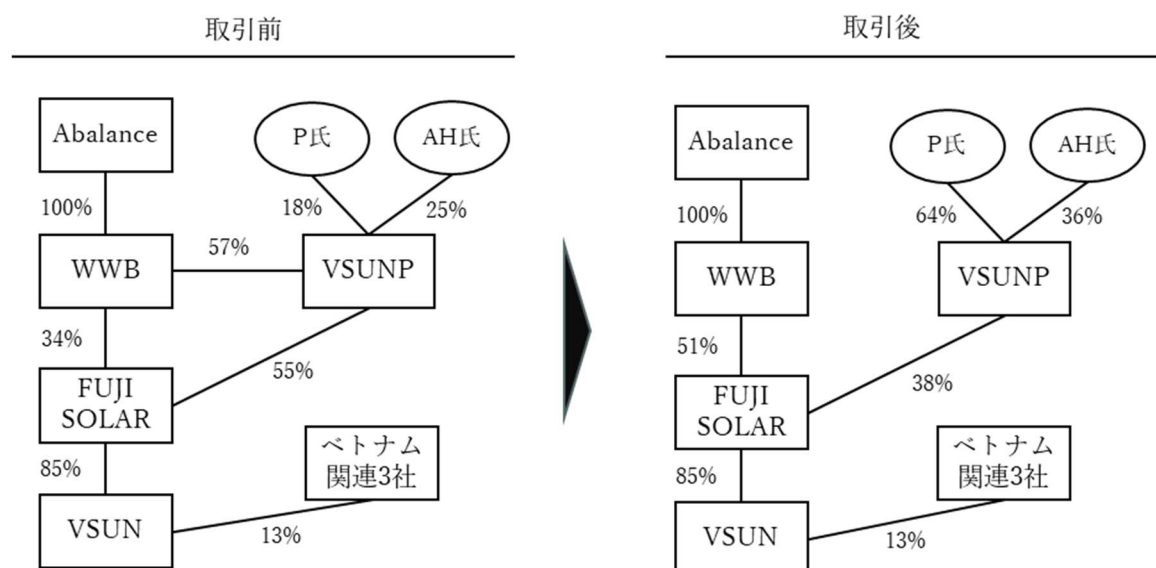 取引前
Abalance
P氏
AH氏
100%
18%
25%
57%
WWB
VSUNP
34%
55%
FUJI
SOLAR
ベトナム
関連3社
85%
VSUN
13%
取引後
Abalance
P氏
AH氏
100%
64%
36%
WWB
VSUNP
51%
38%
FUJI
SOLAR
ベトナム
関連3社
85%
VSUN
13%